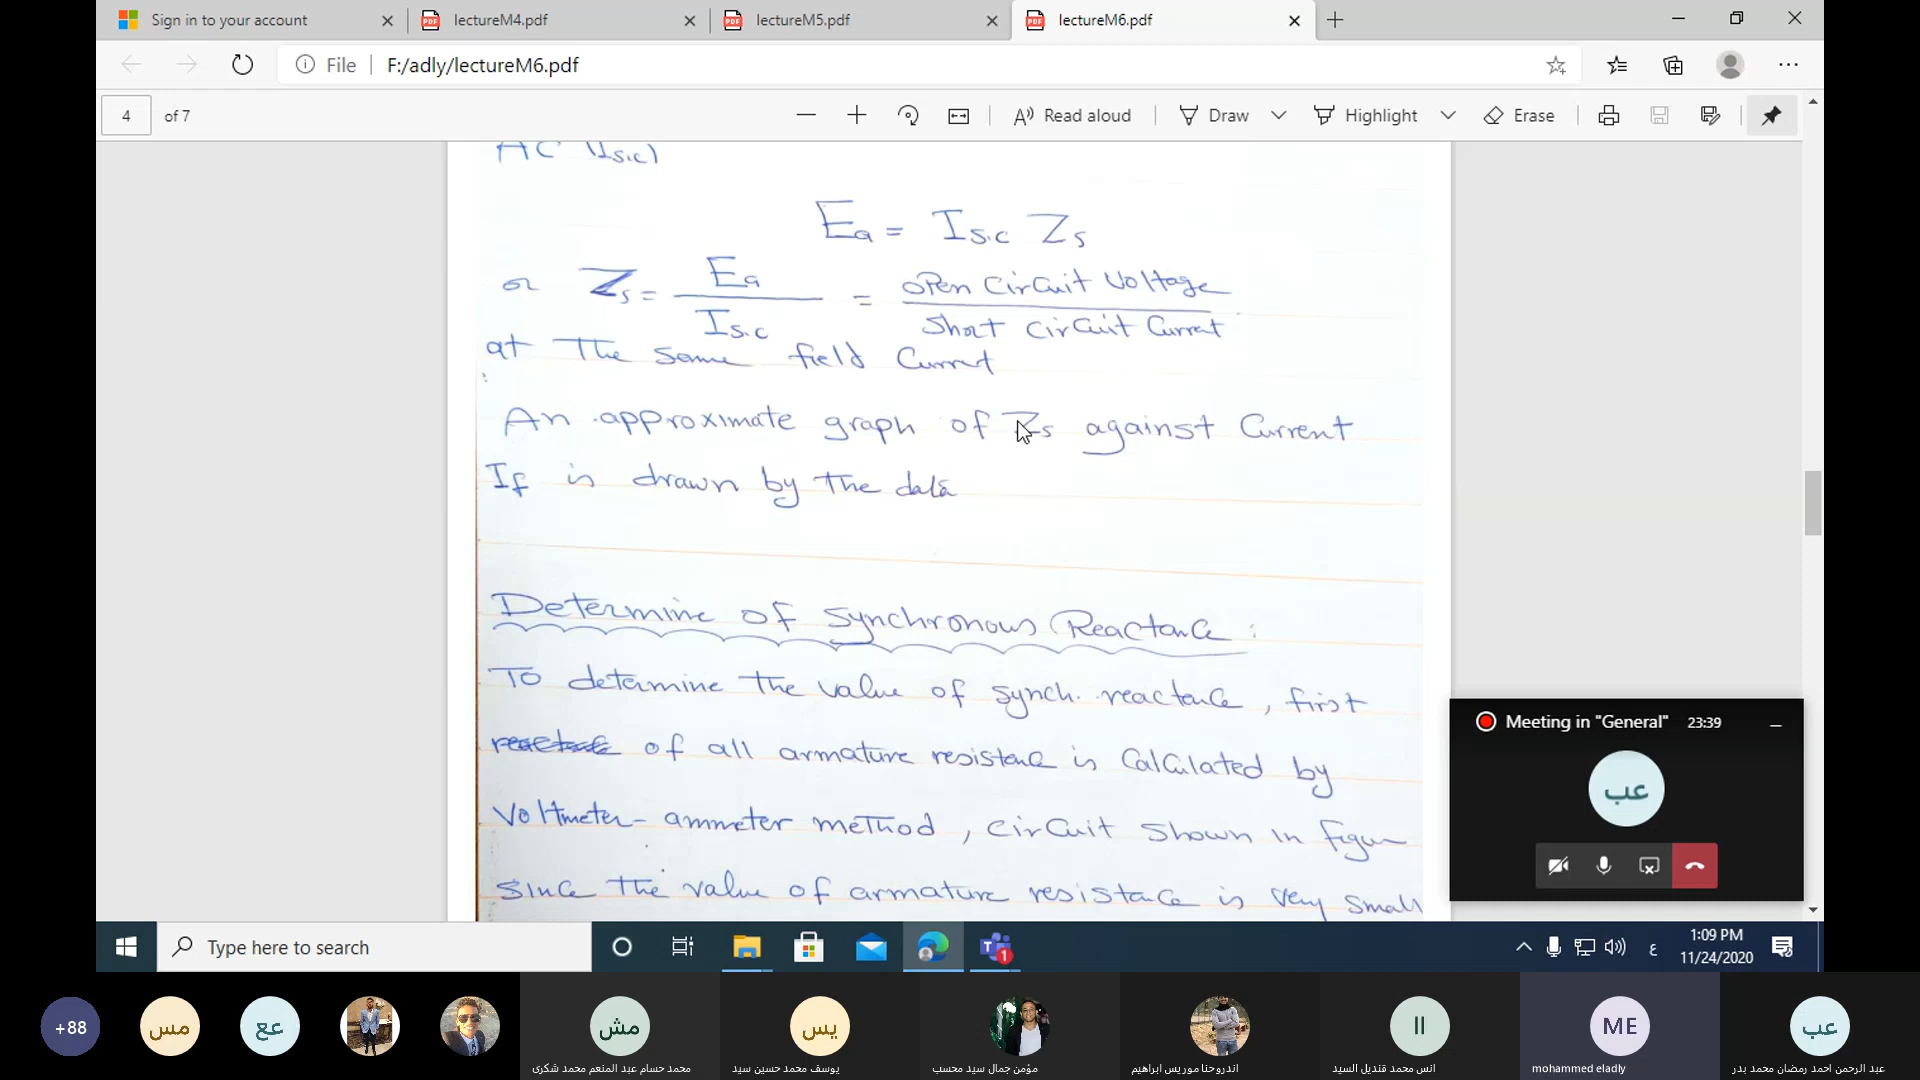 Sign in to your account
lectureM4.pdf
lectureM5.pdf
lectureM6.pdf
File
F:/adly/lectureM6.pdf
4 of 7
Read aloud
Draw
Highlight
Erase
AC (Is.c)
Ea = Is.c Zs
or Zs = Ea / Is.c = open circuit voltage / short circuit current
at the same field current
An approximate graph of Zs against current
If is drawn by the data
Determine of Synchronous Reactance :
To determine the value of synch. reactance, first
of all armature resistance is calculated by
voltmeter - ammeter method, circuit shown in figure
since the value of armature resistance is very small
Meeting in "General" 23:39
عب
Type here to search
1
ع
1:09 PM
11/24/2020
+88
مس
عع
مش
يس
II
ME
عب
محمد حسام عبد المنعم محمد شكرى
يوسف محمد حسين سيد
مؤمن جمال سيد محسب
اندروحنا موريس ابراهيم
انس محمد قنديل السيد
mohammed eladly
عبد الرحمن احمد رمضان محمد بدر